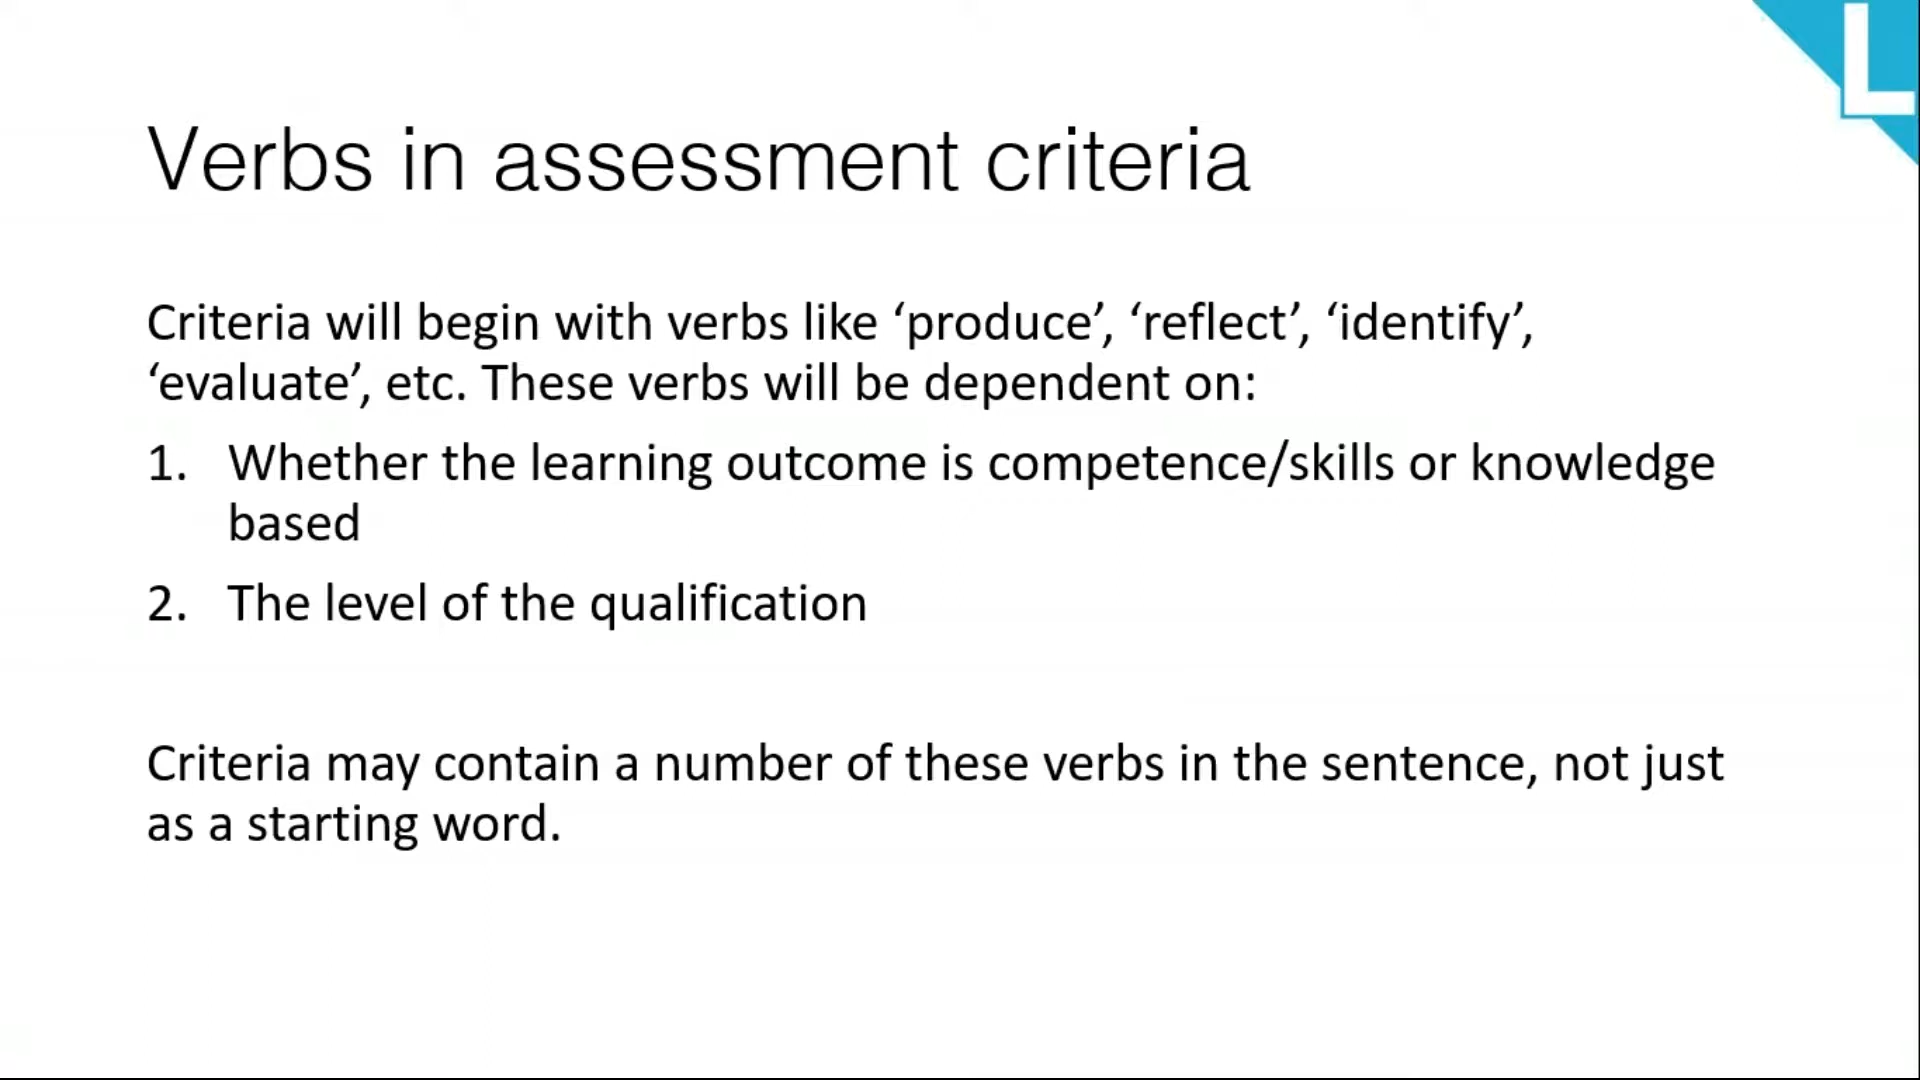 L
Verbs in assessment criteria
Criteria will begin with verbs like ‘produce’, ‘reflect’, ‘identify’,
‘evaluate’, etc. These verbs will be dependent on:
1. Whether the learning outcome is competence/skills or knowledge
based
2. The level of the qualification
Criteria may contain a number of these verbs in the sentence, not just
as a starting word.